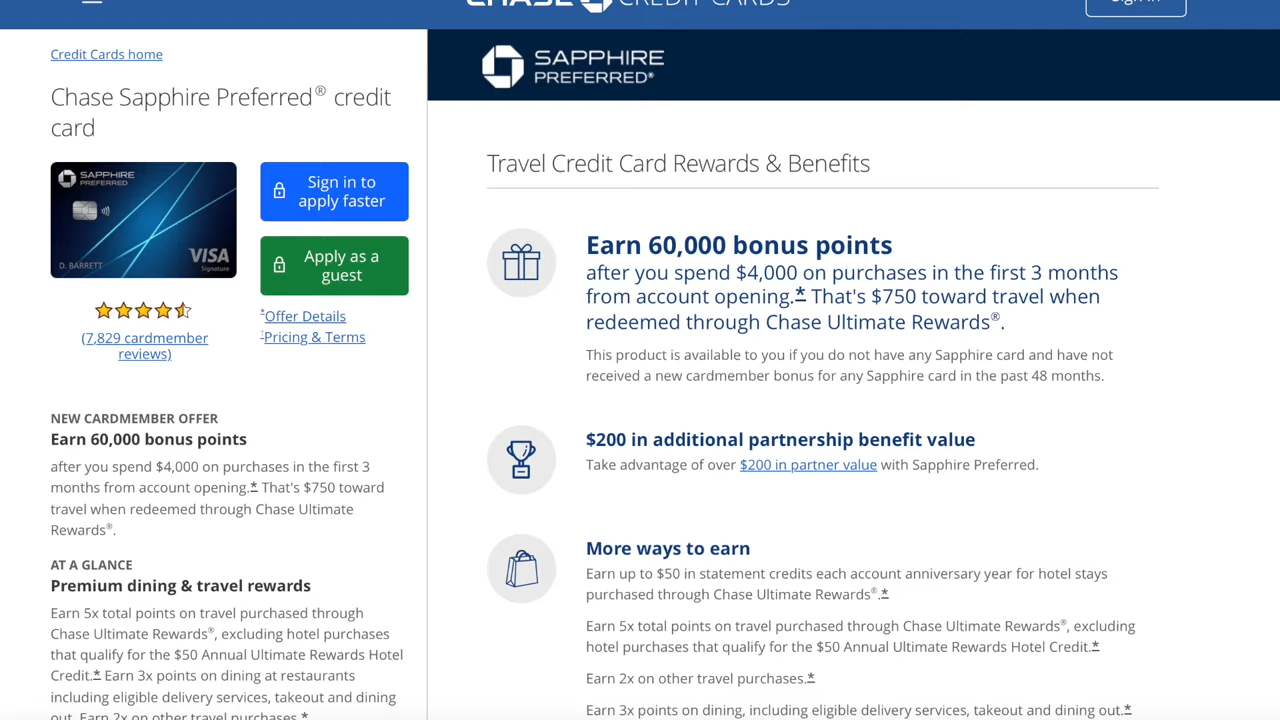 CHASE CREDIT CARDS
Sign in
Credit Cards home
Chase Sapphire Preferred® credit
card
SAPPHIRE
PREFERRED
VISA
Signature
D. BARRETT
Sign in to
apply faster
Apply as a
guest
*Offer Details
†Pricing & Terms
(7,829 cardmember
reviews)
NEW CARDMEMBER OFFER
Earn 60,000 bonus points
after you spend $4,000 on purchases in the first 3
months from account opening.* That's $750 toward
travel when redeemed through Chase Ultimate
Rewards®.
AT A GLANCE
Premium dining & travel rewards
Earn 5x total points on travel purchased through
Chase Ultimate Rewards®, excluding hotel purchases
that qualify for the $50 Annual Ultimate Rewards Hotel
Credit.* Earn 3x points on dining at restaurants
including eligible delivery services, takeout and dining
out. Earn 2x on other travel purchases.*
SAPPHIRE
PREFERRED®
Travel Credit Card Rewards & Benefits
Earn 60,000 bonus points
after you spend $4,000 on purchases in the first 3 months
from account opening.* That's $750 toward travel when
redeemed through Chase Ultimate Rewards®.
This product is available to you if you do not have any Sapphire card and have not
received a new cardmember bonus for any Sapphire card in the past 48 months.
$200 in additional partnership benefit value
Take advantage of over $200 in partner value with Sapphire Preferred.
More ways to earn
Earn up to $50 in statement credits each account anniversary year for hotel stays
purchased through Chase Ultimate Rewards®.*
Earn 5x total points on travel purchased through Chase Ultimate Rewards®, excluding
hotel purchases that qualify for the $50 Annual Ultimate Rewards Hotel Credit.*
Earn 2x on other travel purchases.*
Earn 3x points on dining, including eligible delivery services, takeout and dining out.*